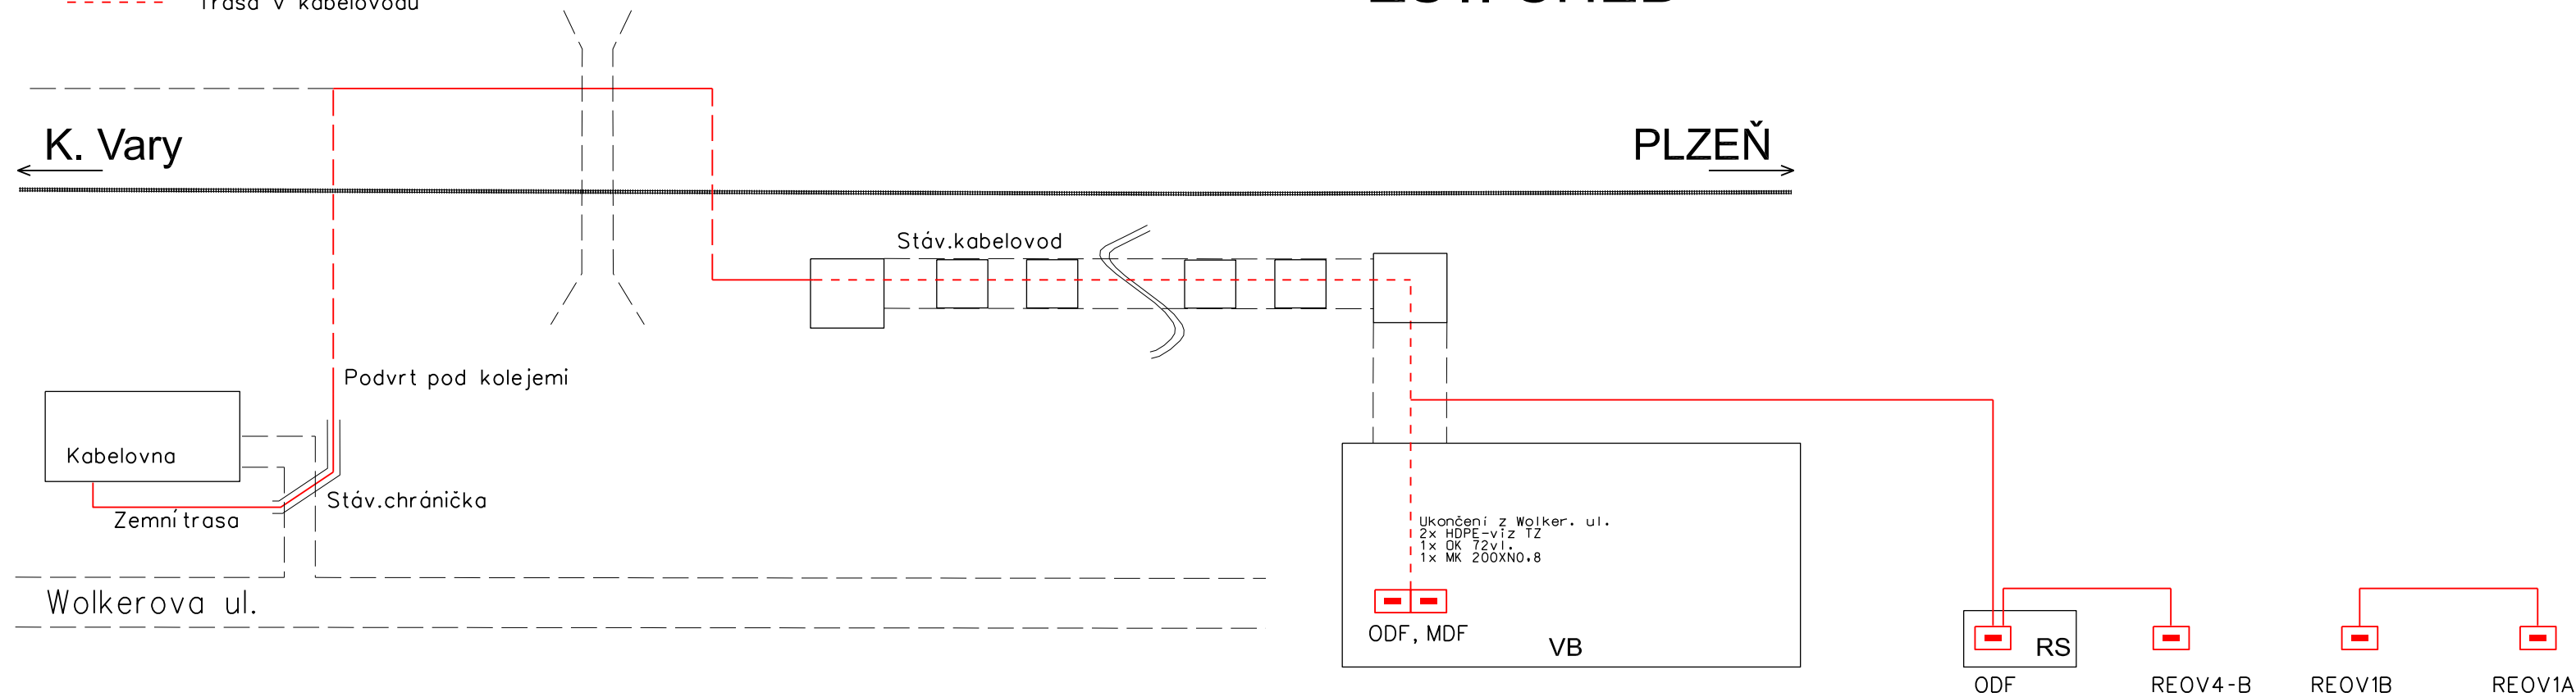 Trasa v kabelovodu
K. Vary
PLZEŇ
Stáv.kabelovod
Podvrt pod kolejemi
Kabelovna
Stáv.chránička
Zemní trasa
Ukončení z Wolker. ul.
2x HDPE-viz TZ
1x OK 72vl.
1x MK 200XN0,8
Wolkerova ul.
ODF, MDF
VB
RS
ODF
REOV4-B
REOV1B
REOV1A